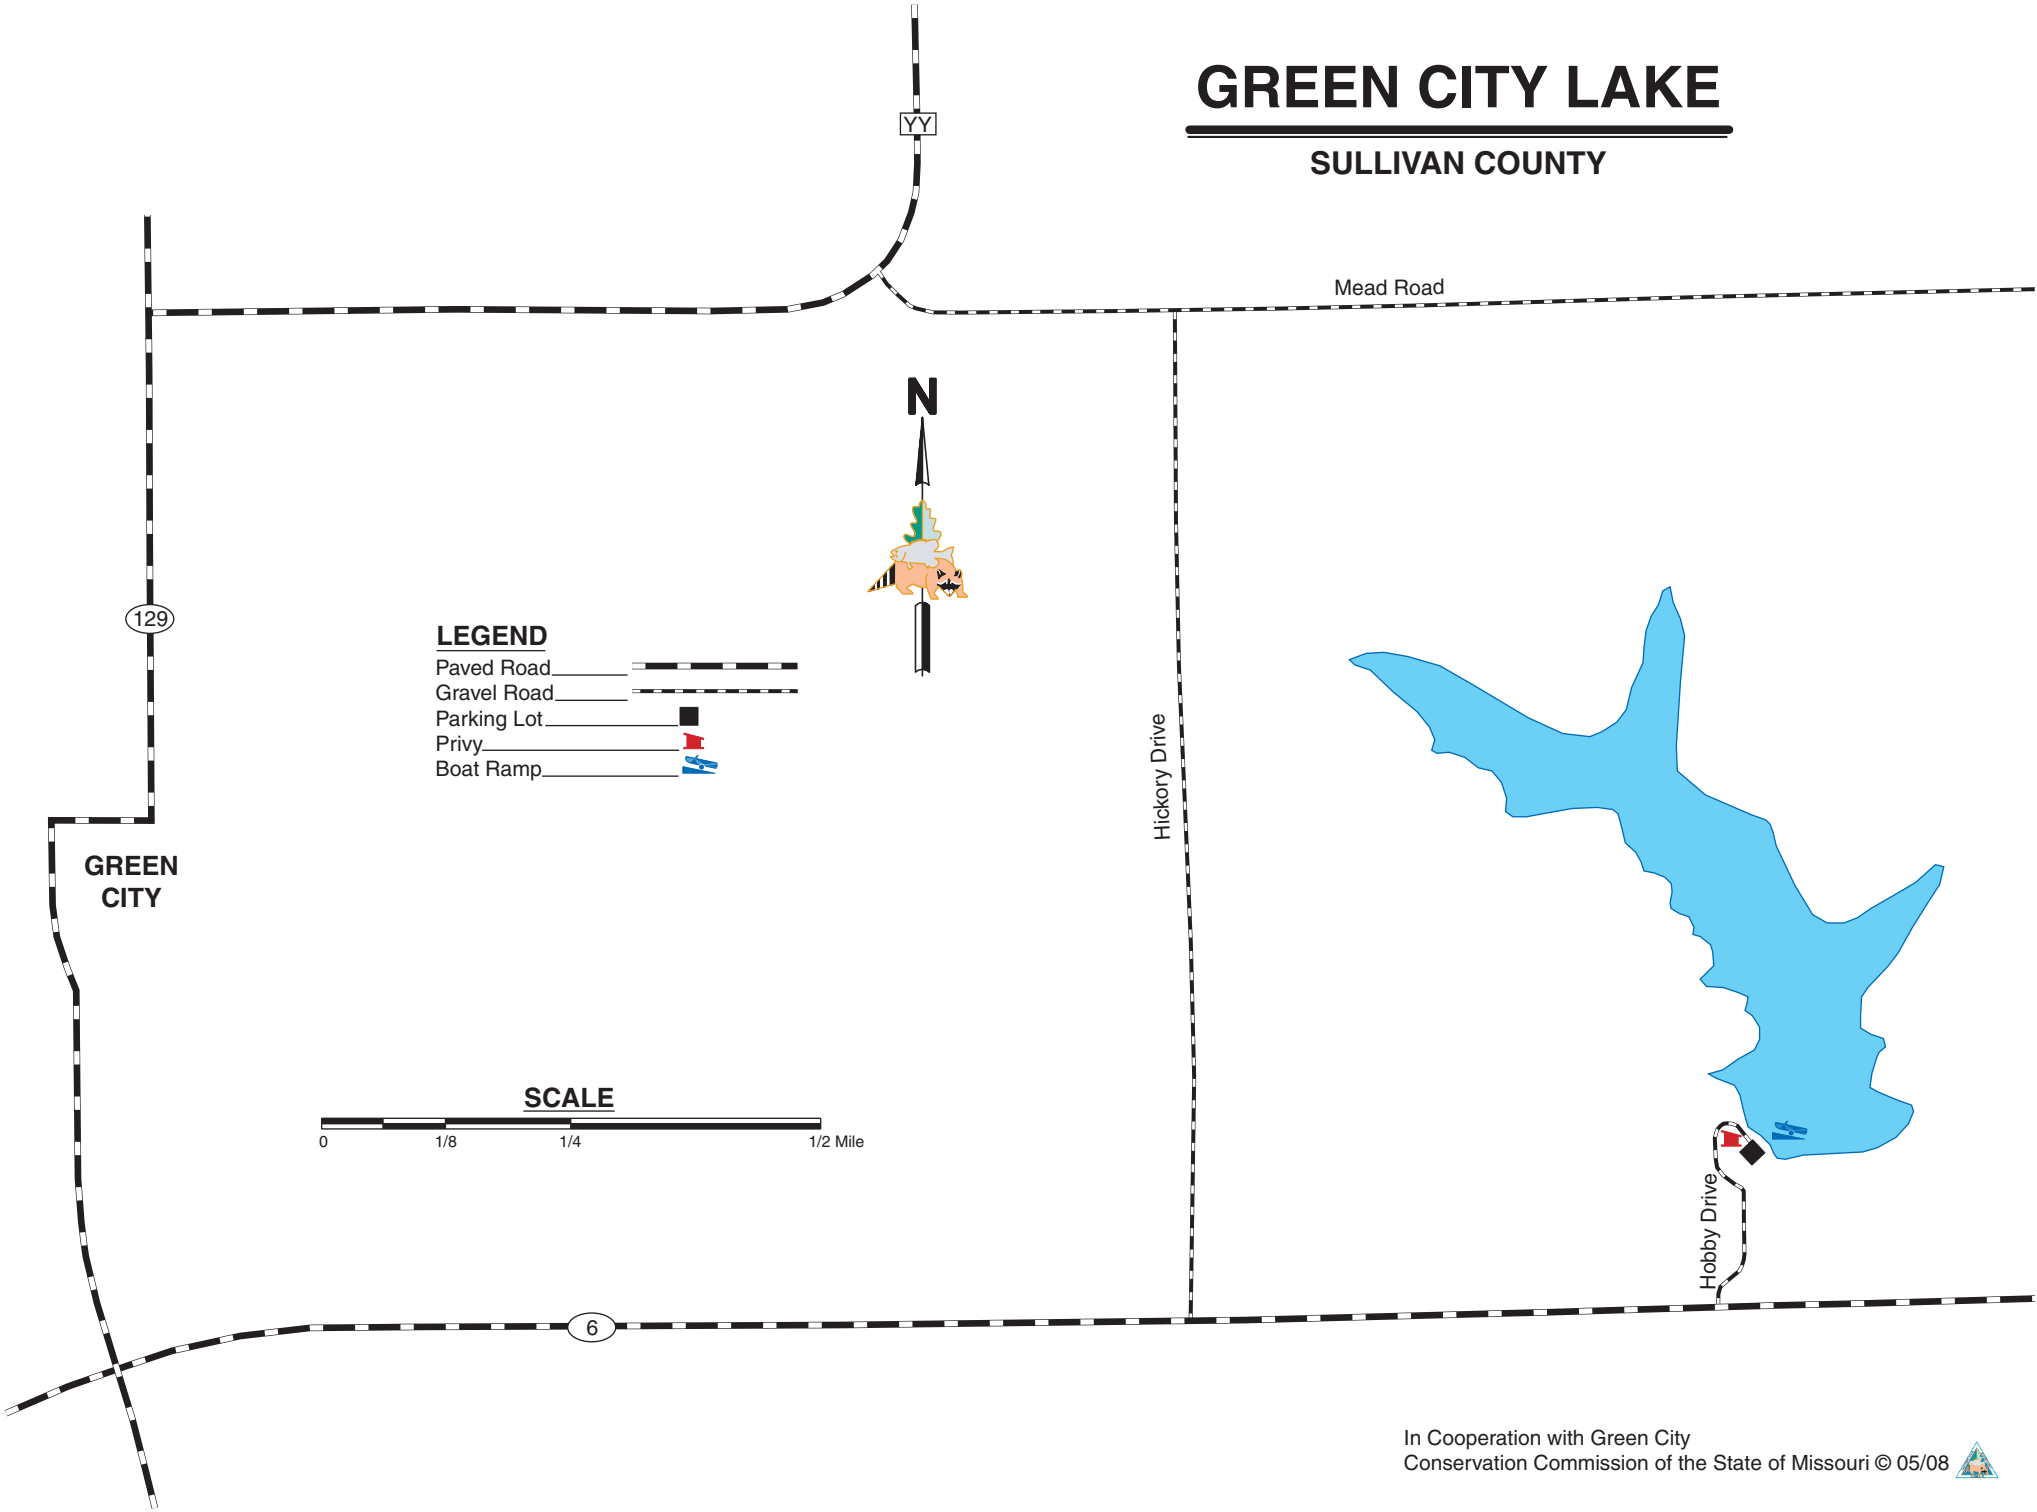 GREEN CITY LAKE
SULLIVAN COUNTY
YY
Mead Road
N
129
LEGEND
Paved Road
Gravel Road
Parking Lot
Privy
Boat Ramp
Hickory Drive
GREEN
CITY
SCALE
0 1/8 1/4 1/2 Mile
Hobby Drive
6
In Cooperation with Green City
Conservation Commission of the State of Missouri © 05/08